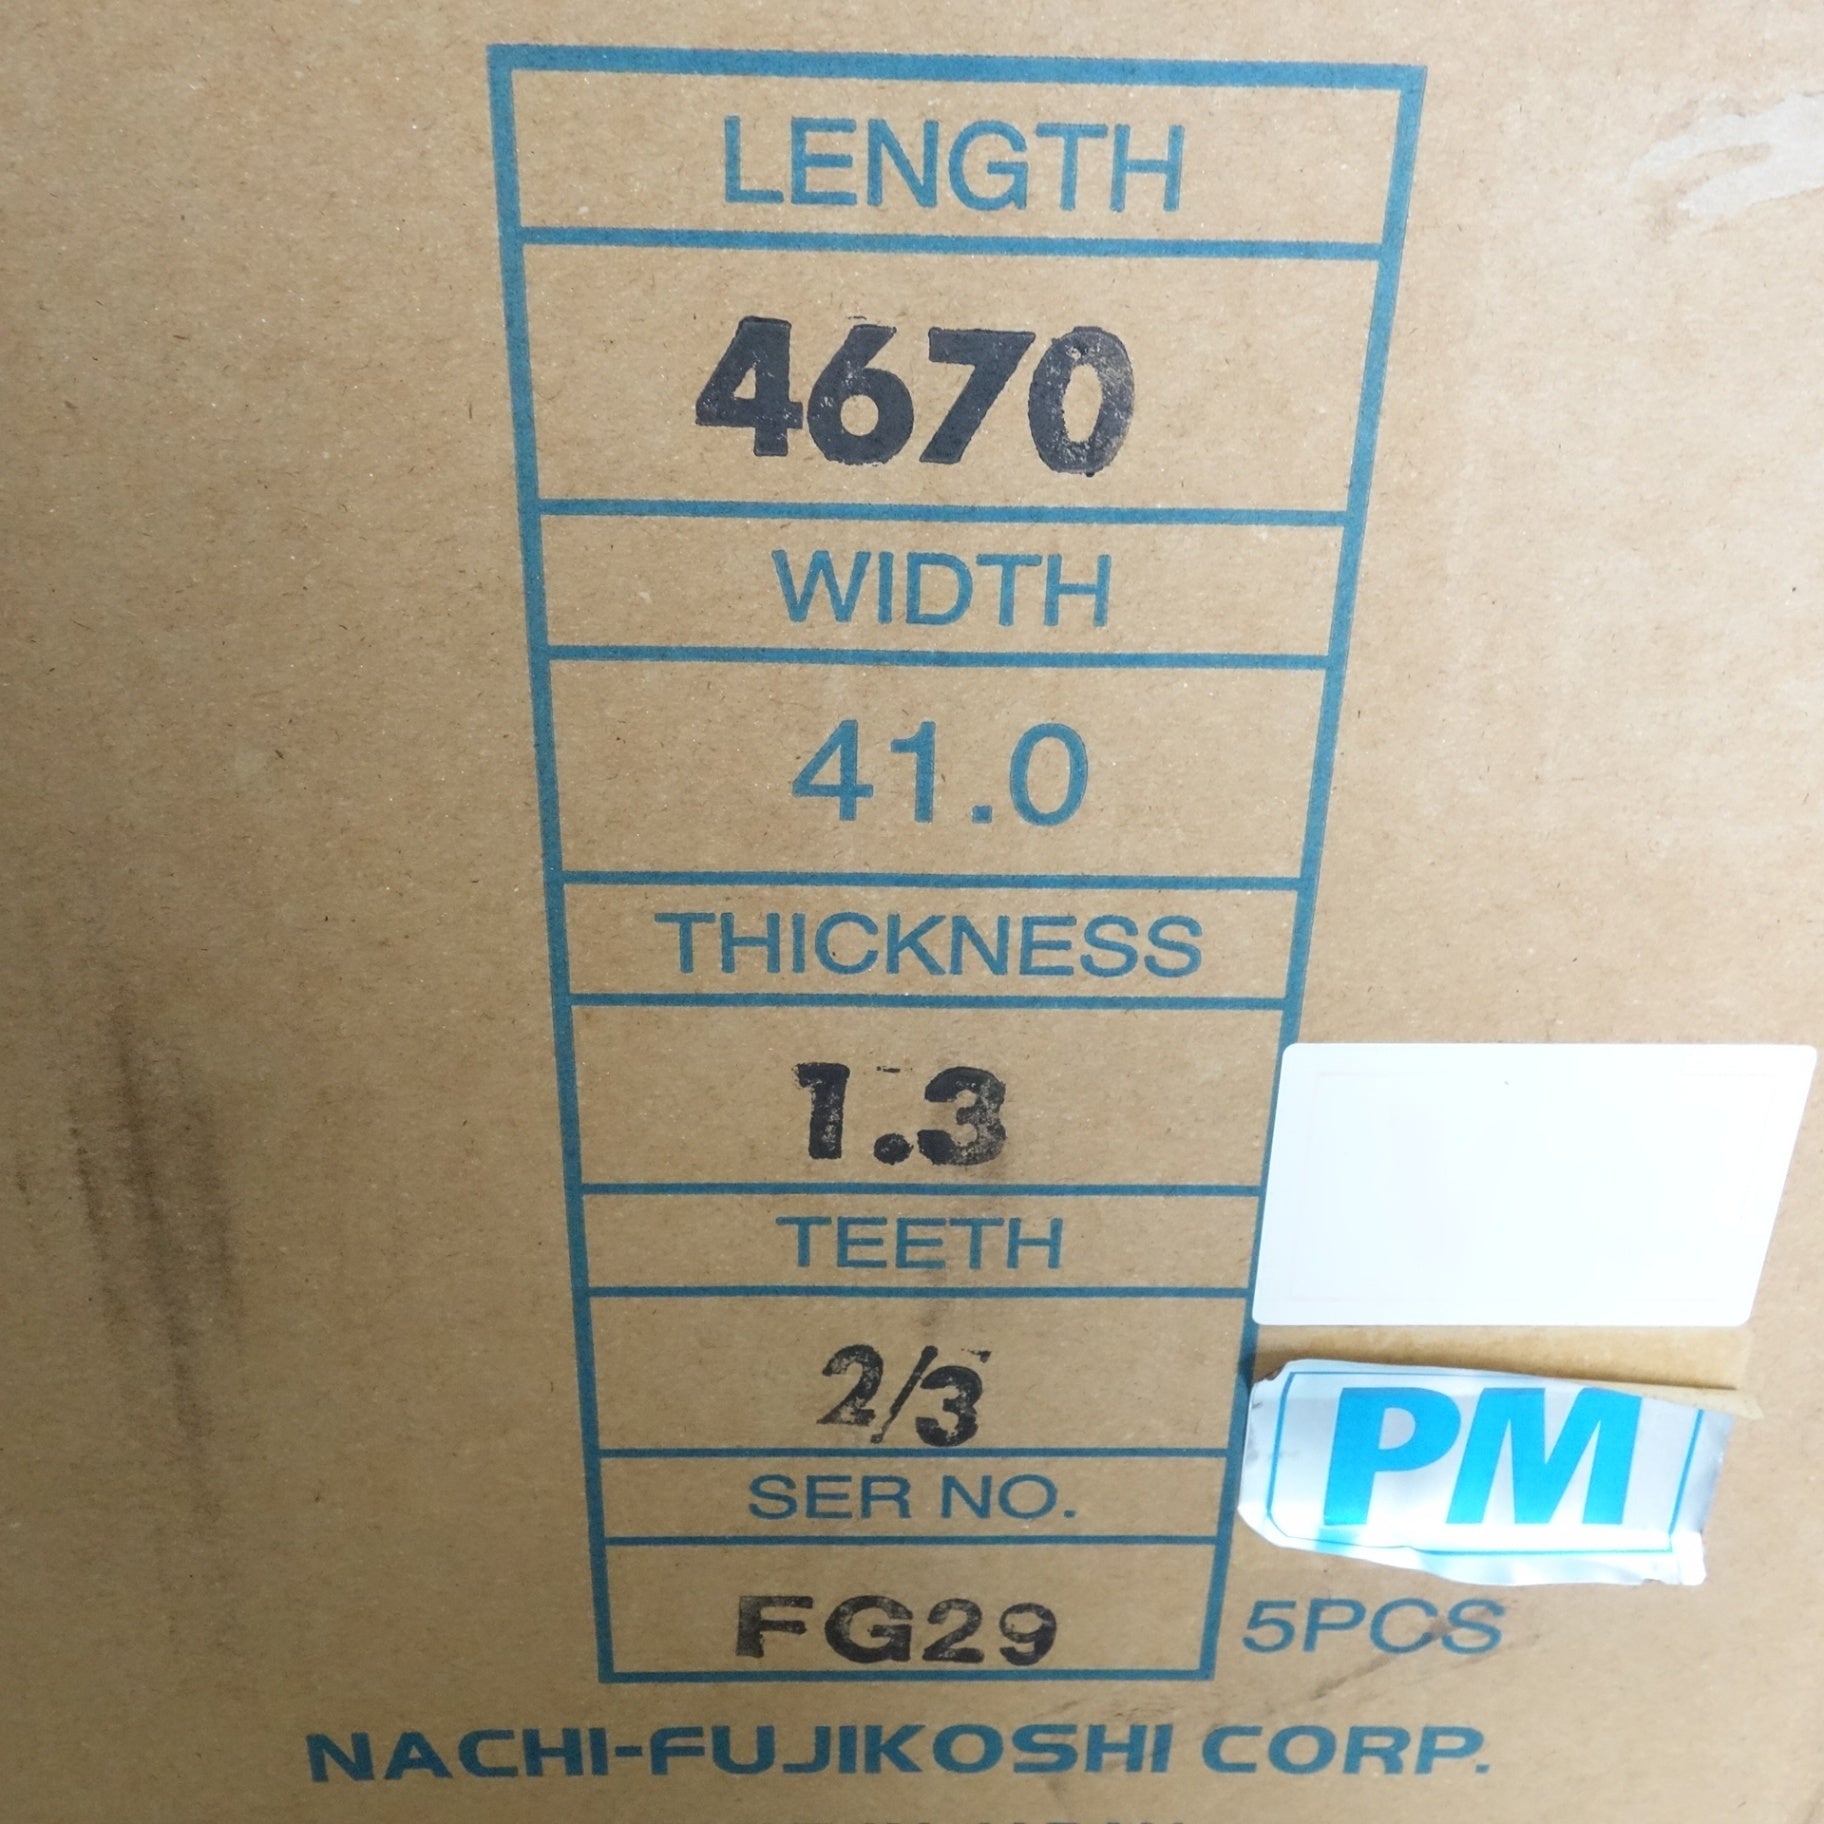 LENGTH
4670
WIDTH
41.0
THICKNESS
1.3
TEETH
2/3
SER NO.
FG29
PM
5PCS
NACHI-FUJIKOSHI CORP.